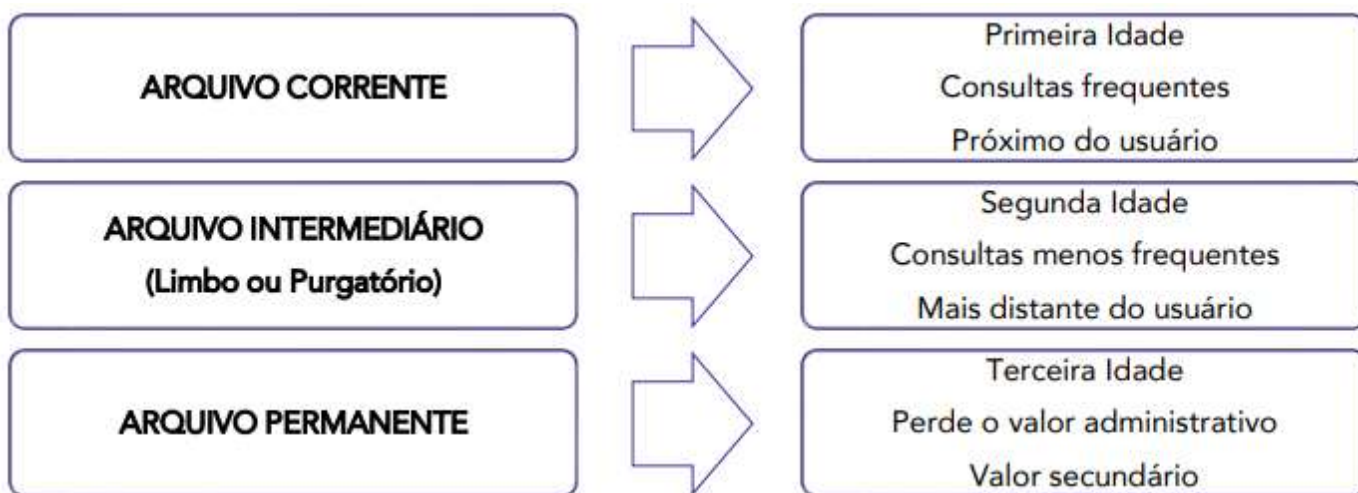 ARQUIVO CORRENTE
Primeira Idade
Consultas frequentes
Próximo do usuário
ARQUIVO INTERMEDIÁRIO
(Limbo ou Purgatório)
Segunda Idade
Consultas menos frequentes
Mais distante do usuário
ARQUIVO PERMANENTE
Terceira Idade
Perde o valor administrativo
Valor secundário